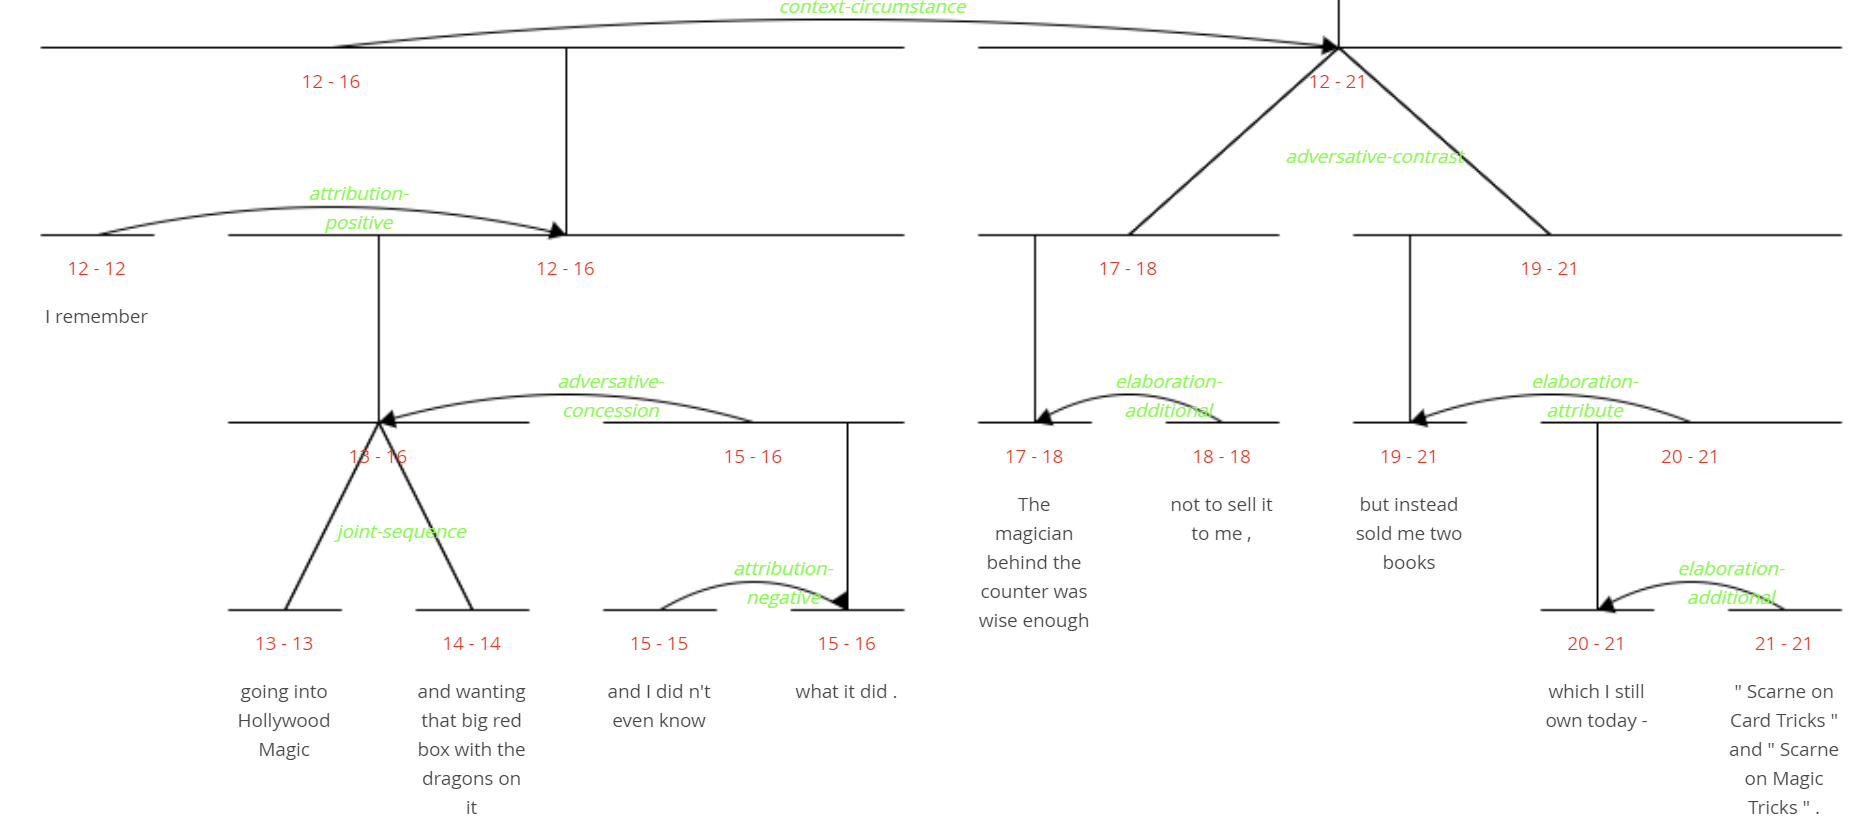 context-circumstance
12 - 16
12 - 21
adversative-contrast
attribution-
positive
12 - 12
12 - 16
17 - 18
19 - 21
I remember
adversative-
concession
elaboration-
additional
elaboration-
attribute
13 - 16
15 - 16
17 - 18
18 - 18
19 - 21
20 - 21
The
magician
behind the
counter was
wise enough
not to sell it
to me ,
but instead
sold me two
books
joint-sequence
attribution-
negative
elaboration-
additional
13 - 13
14 - 14
15 - 15
15 - 16
20 - 21
21 - 21
going into
Hollywood
Magic
and wanting
that big red
box with the
dragons on
it
and I did n't
even know
what it did .
which I still
own today -
" Scarne on
Card Tricks "
and " Scarne
on Magic
Tricks " .